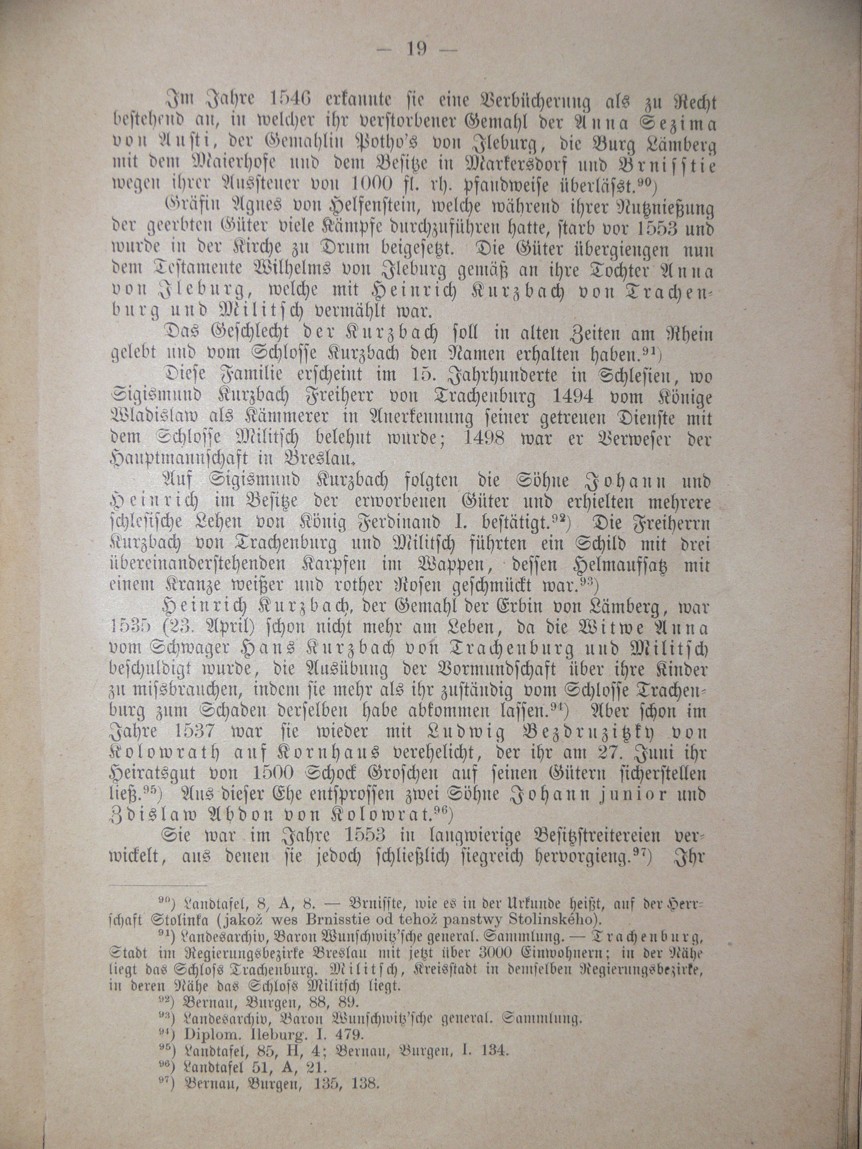 — 19 —
Im Jahre 1546 erkannte sie eine Verbücherung als zu Recht
bestehend an, in welcher ihr verstorbener Gemahl der Anna Sezima
von Austi, der Gemahlin Potho's von Ileburg, die Burg Lämberg
mit dem Maierhofe und dem Besitze in Markersdorf und Brnisstie
wegen ihrer Aussteuer von 1000 fl. rh. pfandweise überlässt.⁹⁰)
Gräfin Agnes von Helfenstein, welche während ihrer Nutznießung
der geerbten Güter viele Kämpfe durchzuführen hatte, starb vor 1553 und
wurde in der Kirche zu Drum beigesetzt. Die Güter übergiengen nun
dem Testamente Wilhelms von Ileburg gemäß an ihre Tochter Anna
von Ileburg, welche mit Heinrich Kurzbach von Trachen-
burg und Militsch vermählt war.
Das Geschlecht der Kurzbach soll in alten Zeiten am Rhein
gelebt und vom Schlosse Kurzbach den Namen erhalten haben.⁹¹)
Diese Familie erscheint im 15. Jahrhunderte in Schlesien, wo
Sigismund Kurzbach Freiherr von Trachenburg 1494 vom Könige
Wladislaw als Kämmerer in Anerkennung seiner getreuen Dienste mit
dem Schlosse Militsch belehnt wurde; 1498 war er Verweser der
Hauptmannschaft in Breslau.
Auf Sigismund Kurzbach folgten die Söhne Johann und
Heinrich im Besitze der erworbenen Güter und erhielten mehrere
schlesische Lehen von König Ferdinand I. bestätigt.⁹²) Die Freiherrn
Kurzbach von Trachenburg und Militsch führten ein Schild mit drei
übereinanderstehenden Karpfen im Wappen, dessen Helmaufsatz mit
einem Kranze weißer und rother Rosen geschmückt war.⁹³)
Heinrich Kurzbach, der Gemahl der Erbin von Lämberg, war
1535 (23. April) schon nicht mehr am Leben, da die Witwe Anna
vom Schwager Hans Kurzbach von Trachenburg und Militsch
beschuldigt wurde, die Ausübung der Vormundschaft über ihre Kinder
zu missbrauchen, indem sie mehr als ihr zuständig vom Schlosse Trachen-
burg zum Schaden derselben habe abkommen lassen.⁹⁴) Aber schon im
Jahre 1537 war sie wieder mit Ludwig Bezdruzitzky von
Kolowrath auf Kornhaus verehelicht, der ihr am 27. Juni ihr
Heiratsgut von 1500 Schock Groschen auf seinen Gütern sicherstellen
ließ.⁹⁵) Aus dieser Ehe entsprossen zwei Söhne Johann junior und
Zdislaw Abdon von Kolowrat.⁹⁶)
Sie war im Jahre 1553 in langwierige Besitzstreitereien ver-
wickelt, aus denen sie jedoch schließlich siegreich hervorgieng.⁹⁷) Ihr
⁹⁰) Landtafel, 8, A, 8. — Brnisste, wie es in der Urkunde heißt, auf der Herr-
schaft Stolinka (jakož wes Brnisstie od tehož panstwy Stolinského).
⁹¹) Landesarchiv, Baron Wunschwitz'sche general. Sammlung. — Trachenburg,
Stadt im Regierungsbezirke Breslau mit jetzt über 3000 Einwohnern; in der Nähe
liegt das Schloss Trachenburg. Militsch, Kreisstadt in demselben Regierungsbezirke,
in deren Nähe das Schloss Militsch liegt.
⁹²) Bernau, Burgen, 88, 89.
⁹³) Landesarchiv, Baron Wunschwitz'sche general. Sammlung.
⁹⁴) Diplom. Ileburg. I. 479.
⁹⁵) Landtafel, 85, H, 4; Bernau, Burgen, I. 134.
⁹⁶) Landtafel 51, A, 21.
⁹⁷) Bernau, Burgen, 135, 138.